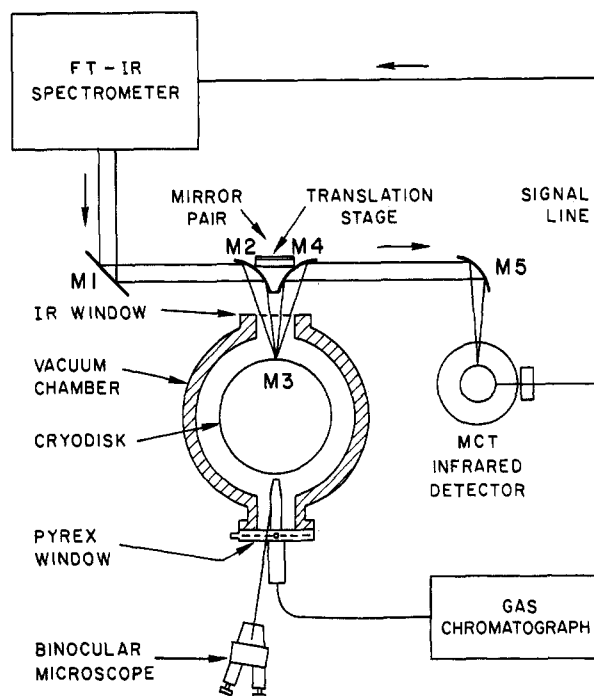 FT-IR
SPECTROMETER
MIRROR
PAIR
TRANSLATION
STAGE
SIGNAL
LINE
M2
M4
M1
M5
IR WINDOW
VACUUM
CHAMBER
M3
CRYODISK
MCT
INFRARED
DETECTOR
PYREX
WINDOW
GAS
CHROMATOGRAPH
BINOCULAR
MICROSCOPE